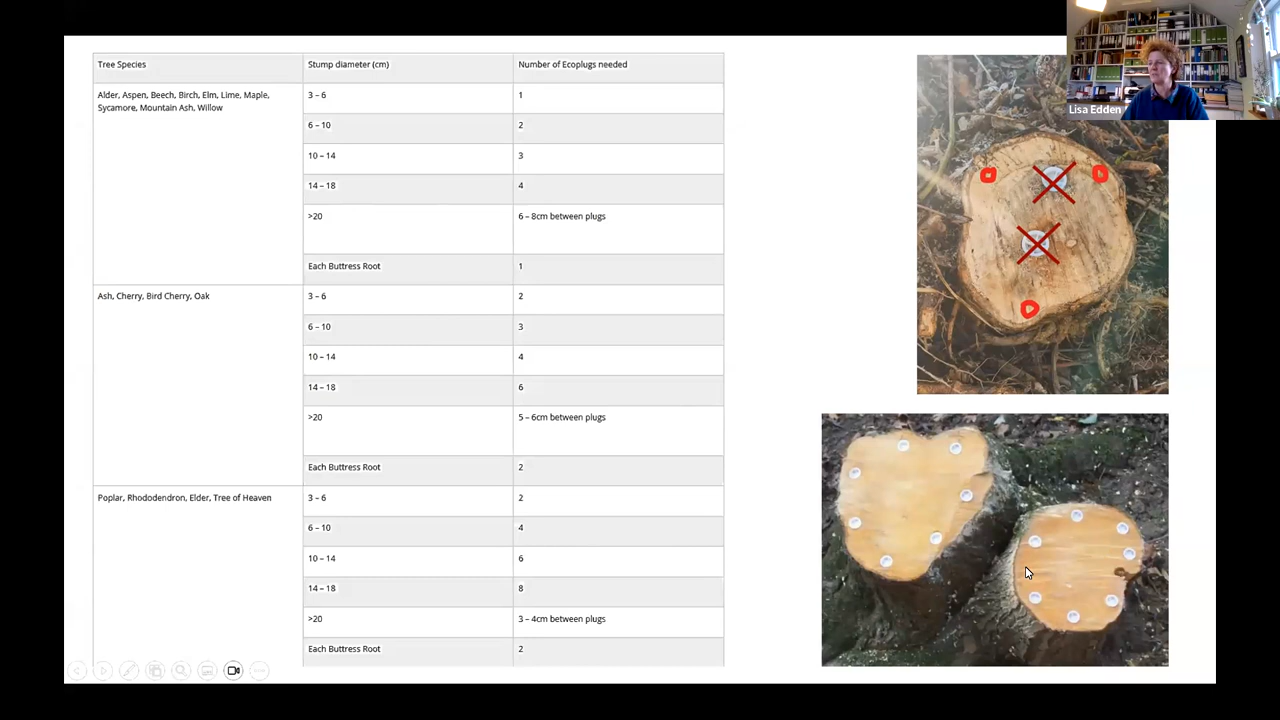 Tree Species Stump diameter (cm) Number of Ecoplugs needed
Alder, Aspen, Beech, Birch, Elm, Lime, Maple, 3 – 6 1
Sycamore, Mountain Ash, Willow
6 – 10 2
10 – 14 3
14 – 18 4
>20 6 – 8cm between plugs
Each Buttress Root 1
Ash, Cherry, Bird Cherry, Oak 3 – 6 2
6 – 10 3
10 – 14 4
14 – 18 6
>20 5 – 6cm between plugs
Each Buttress Root 2
Poplar, Rhododendron, Elder, Tree of Heaven 3 – 6 2
6 – 10 4
10 – 14 6
14 – 18 8
>20 3 – 4cm between plugs
Each Buttress Root 2
Lisa Edden